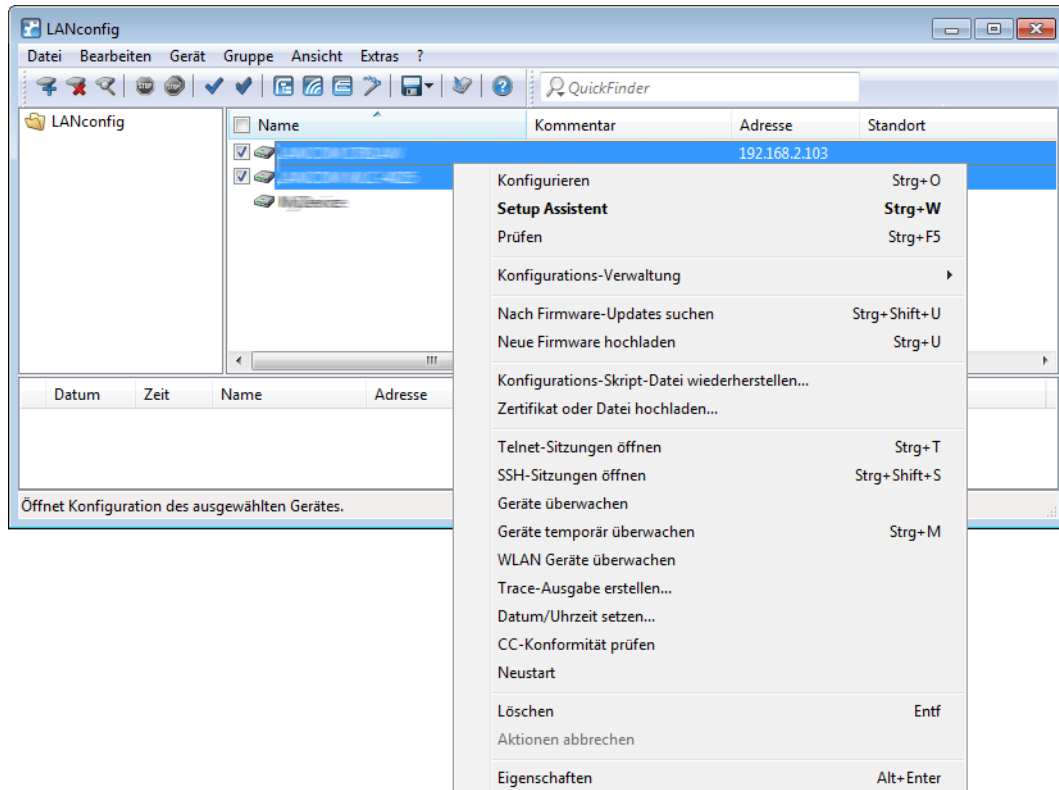 LANconfig
Datei Bearbeiten Gerät Gruppe Ansicht Extras ?
QuickFinder
LANconfig
Name Kommentar Adresse Standort
192.168.2.103
Konfigurieren Strg+O
Setup Assistent Strg+W
Prüfen Strg+F5
Konfigurations-Verwaltung
Nach Firmware-Updates suchen Strg+Shift+U
Neue Firmware hochladen Strg+U
Konfigurations-Skript-Datei wiederherstellen...
Zertifikat oder Datei hochladen...
Telnet-Sitzungen öffnen Strg+T
SSH-Sitzungen öffnen Strg+Shift+S
Geräte überwachen
Geräte temporär überwachen Strg+M
WLAN Geräte überwachen
Trace-Ausgabe erstellen...
Datum/Uhrzeit setzen...
CC-Konformität prüfen
Neustart
Löschen Entf
Aktionen abbrechen
Eigenschaften Alt+Enter
Datum Zeit Name Adresse
Öffnet Konfiguration des ausgewählten Gerätes.